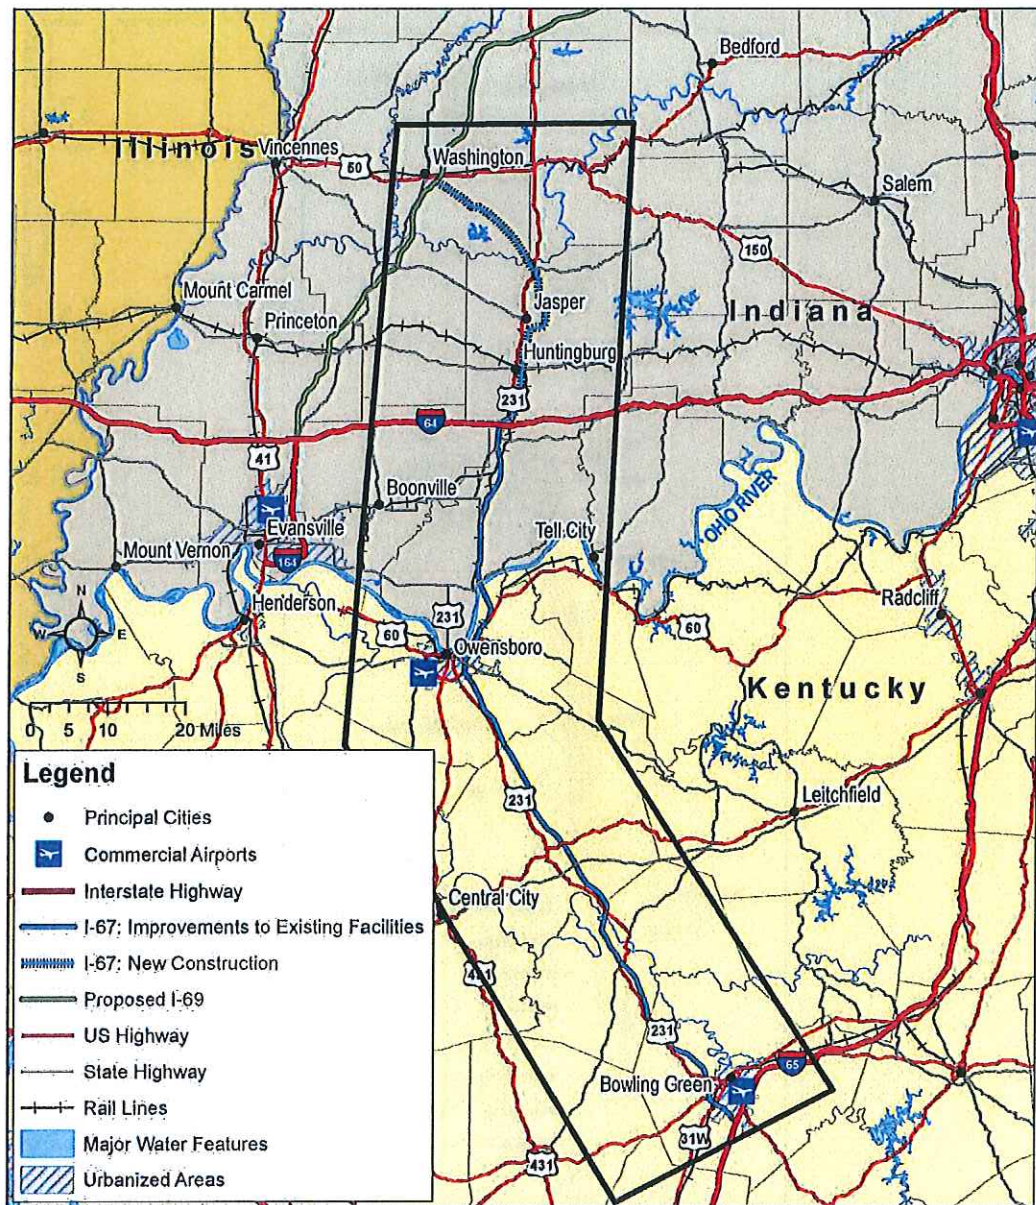 Bedford
Illinois
Vincennes
50
Washington
Salem
150
Mount Carmel
Jasper
Indiana
Princeton
Huntingburg
231
64
41
Boonville
OHIO RIVER
Evansville
Tell City
Mount Vernon
164
N
W
E
S
Henderson
231
Radcliff
60
60
Owensboro
Kentucky
0 5 10 20 Miles
Legend
Principal Cities
Commercial Airports
Interstate Highway
I-67: Improvements to Existing Facilities
I-67: New Construction
Proposed I-69
US Highway
State Highway
Rail Lines
Major Water Features
Urbanized Areas
231
Leitchfield
Central City
431
231
65
Bowling Green
31W
431